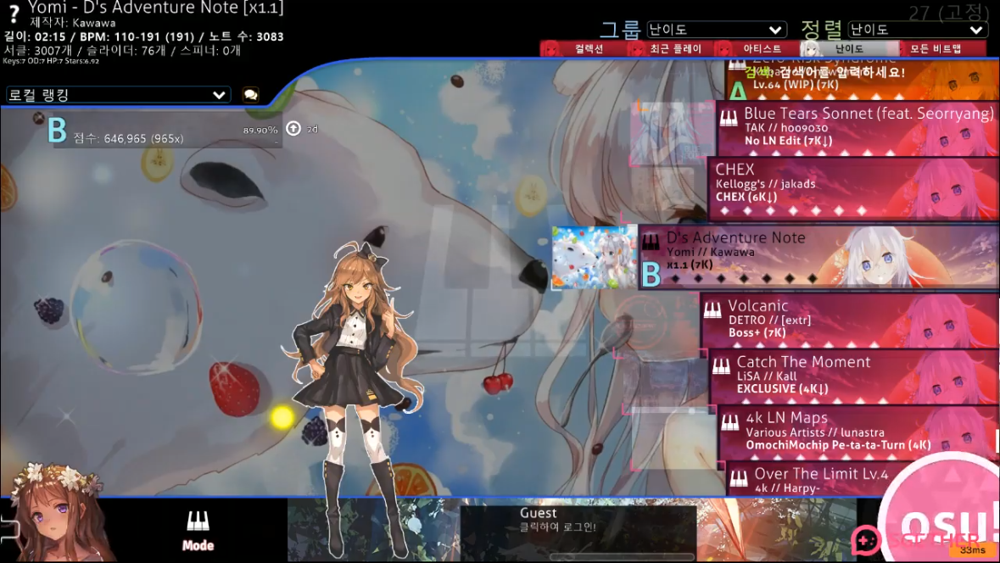 Yomi - D's Adventure Note [x1.1]
제작자: Kawawa
길이: 02:15 / BPM: 110-191 (191) / 노트 수: 3083
서클: 3007개 / 슬라이더: 76개 / 스피너: 0개
Keys:7 OD:7 HP:7 Stars:6.92
27 (고정)
그룹 난이도 정렬 난이도
컬렉션 최근 플레이 아티스트 난이도 모든 비트맵
검색: 검색어를 입력하세요!
Zero Risk Syndrome
Lv.64 (WIP) (7K)
A
로컬 랭킹
B 점수: 646,965 (965x) 89.90% 2d
Blue Tears Sonnet (feat. Seorryang)
TAK // hoo9030
No LN Edit (7K↓)
CHEX
Kellogg's // jakads
CHEX (6K↓)
D's Adventure Note
Yomi // Kawawa
x1.1 (7K)
B
Volcanic
DETRO // [extr]
Boss+ (7K)
Catch The Moment
LiSA // Kall
EXCLUSIVE (4K↓)
4k LN Maps
Various Artists // lunastra
OmochiMochip Pe-ta-ta-Turn (4K)
Over The Limit Lv.4
4k // Harpy-
Mode
Guest
클릭하여 로그인!
osu!
33ms